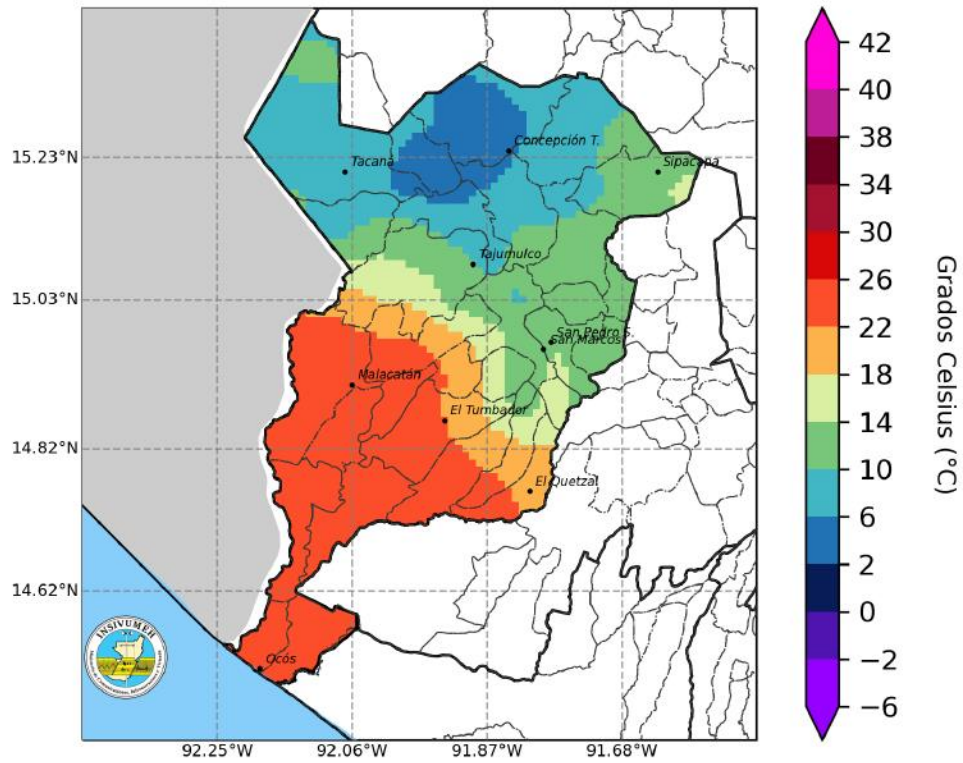 15.23°N
15.03°N
14.82°N
14.62°N
Concepción T.
Tacaná
Sipacapa
Tajumulco
San Pedro S.
San Marcos
Malacatán
El Tumbador
El Quetzal
Ocós
INSIVUMEH
92.25°W 92.06°W 91.87°W 91.68°W
42
40
38
34
30
26
22
18
14
10
6
2
0
−2
−6
Grados Celsius (°C)